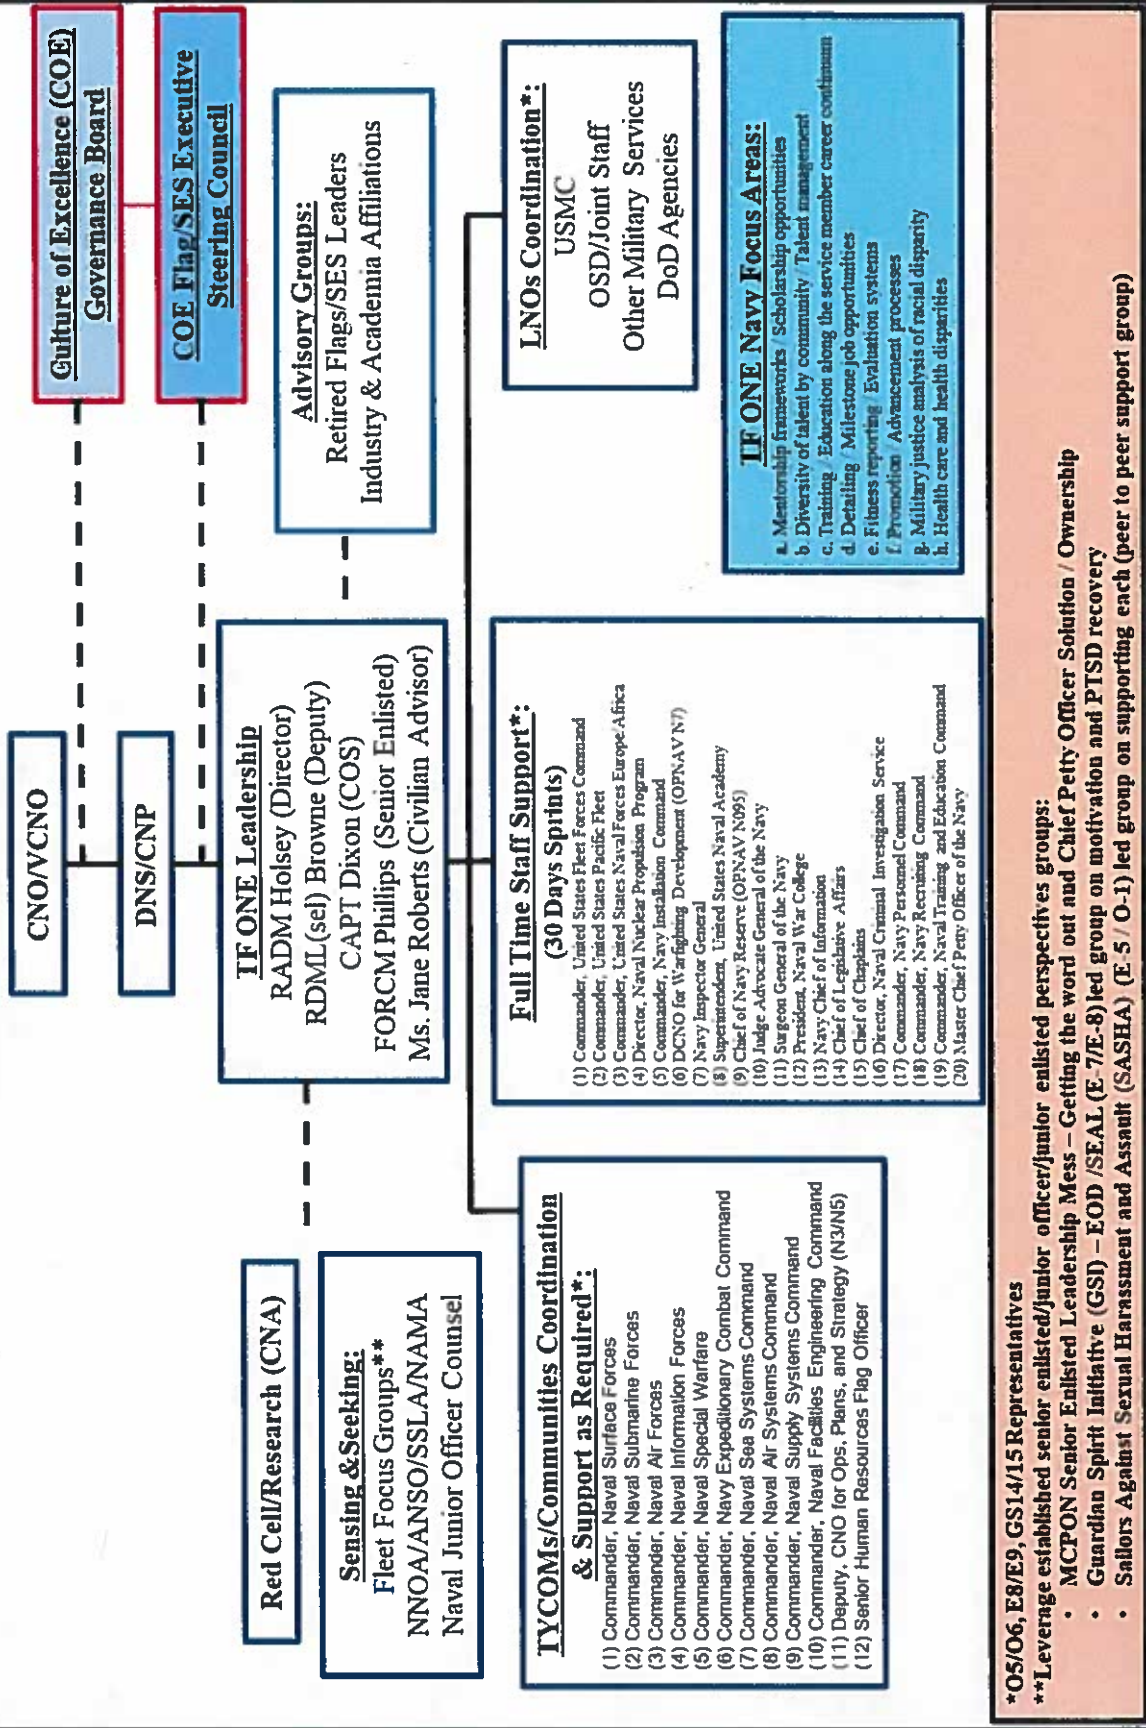 CNO/VCNO
DNS/CNP
Culture of Excellence (COE)
Governance Board
COE Flag/SES Executive
Steering Council
TF ONE Leadership
RADM Holsey (Director)
RDML(sel) Browne (Deputy)
CAPT Dixon (COS)
FORCM Phillips (Senior Enlisted)
Ms. Jane Roberts (Civilian Advisor)
Red Cell/Research (CNA)
Advisory Groups:
Retired Flags/SES Leaders
Industry & Academia Affiliations
Sensing &Seeking:
Fleet Focus Groups**
NNOA/ANSO/SSLA/NAMA
Naval Junior Officer Counsel
TYCOMs/Communities Coordination
& Support as Required*:
(1) Commander, Naval Surface Forces
(2) Commander, Naval Submarine Forces
(3) Commander, Naval Air Forces
(4) Commander, Naval Information Forces
(5) Commander, Naval Special Warfare
(6) Commander, Navy Expeditionary Combat Command
(7) Commander, Naval Sea Systems Command
(8) Commander, Naval Air Systems Command
(9) Commander, Naval Supply Systems Command
(10) Commander, Naval Facilities Engineering Command
(11) Deputy, CNO for Ops, Plans, and Strategy (N3/N5)
(12) Senior Human Resources Flag Officer
Full Time Staff Support*:
(30 Days Sprints)
(1) Commander, United States Fleet Forces Command
(2) Commander, United States Pacific Fleet
(3) Commander, United States Naval Forces Europe/Africa
(4) Director, Naval Nuclear Propulsion Program
(5) Commander, Navy Installation Command
(6) DCNO for Warfighting Development (OPNAV N7)
(7) Navy Inspector General
(8) Superintendent, United States Naval Academy
(9) Chief of Navy Reserve (OPNAV N095)
(10) Judge Advocate General of the Navy
(11) Surgeon General of the Navy
(12) President, Naval War College
(13) Navy Chief of Information
(14) Chief of Legislative Affairs
(15) Chief of Chaplains
(16) Director, Naval Criminal Investigation Service
(17) Commander, Navy Personnel Command
(18) Commander, Navy Recruiting Command
(19) Commander, Naval Training and Education Command
(20) Master Chief Petty Officer of the Navy
LNOs Coordination*:
USMC
OSD/Joint Staff
Other Military Services
DoD Agencies
TF ONE Navy Focus Areas:
a. Mentorship frameworks / Scholarship opportunities
b. Diversity of talent by community / Talent management
c. Training / Education along the service member career continuum
d. Detailing / Milestone job opportunities
e. Fitness reporting / Evaluation systems
f. Promotion / Advancement processes
g. Military justice analysis of racial disparity
h. Health care and health disparities
*O5/O6, E8/E9, GS14/15 Representatives
**Leverage established senior enlisted/junior officer/junior enlisted perspectives groups:
• MCPON Senior Enlisted Leadership Mess – Getting the word out and Chief Petty Officer Solution / Ownership
• Guardian Spirit Initiative (GSI) – EOD /SEAL (E-7/E-8) led group on motivation and PTSD recovery
• Sailors Against Sexual Harassment and Assault (SASHA) (E-5 / O-1) led group on supporting each (peer to peer support group)